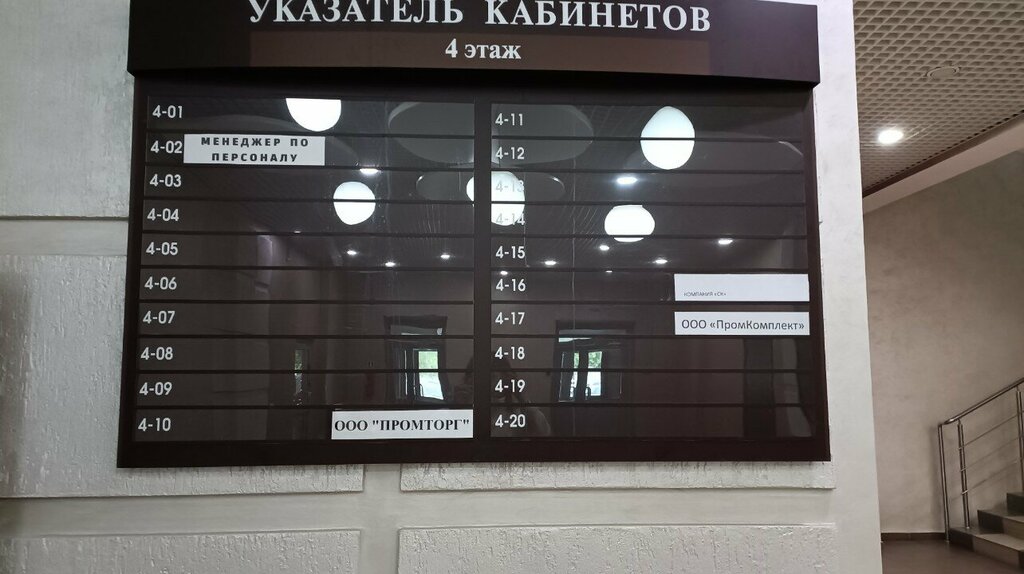 УКАЗАТЕЛЬ КАБИНЕТОВ
4 этаж
4-01
4-02 МЕНЕДЖЕР ПО
ПЕРСОНАЛУ
4-03
4-04
4-05
4-06
4-07
4-08
4-09
4-10 ООО "ПРОМТОРГ"
4-11
4-12
4-13
4-14
4-15
4-16 КОМПАНИЯ «СК»
4-17 ООО «ПромКомплект»
4-18
4-19
4-20